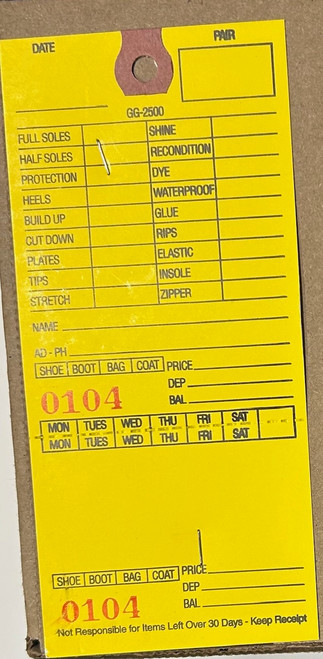 DATE PAIR
GG-2500
FULL SOLES SHINE
HALF SOLES RECONDITION
PROTECTION DYE
HEELS WATERPROOF
BUILD UP GLUE
CUT DOWN RIPS
PLATES ELASTIC
TIPS INSOLE
STRETCH ZIPPER
NAME
AD - PH
SHOE BOOT BAG COAT PRICE
DEP
0104 BAL
MON TUES WED THU FRI SAT
MON TUES WED THU FRI SAT
SHOE BOOT BAG COAT PRICE
DEP
0104 BAL
Not Responsible for Items Left Over 30 Days - Keep Receipt